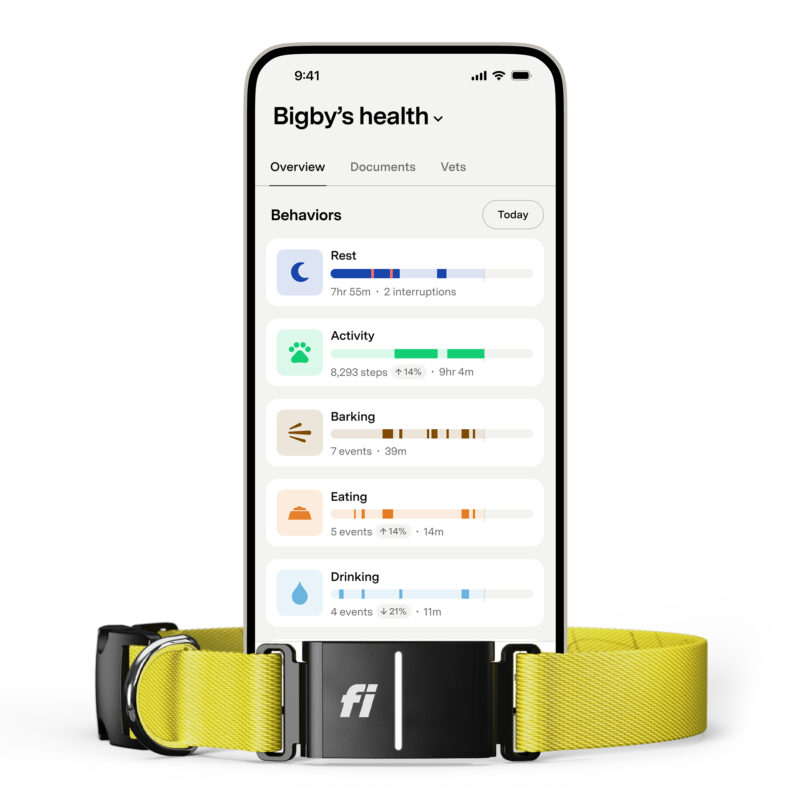 9:41
Bigby's health
Overview Documents Vets
Behaviors Today
Rest
7hr 55m · 2 interruptions
Activity
8,293 steps ↑14% · 9hr 4m
Barking
7 events · 39m
Eating
5 events ↑14% · 14m
Drinking
4 events ↓21% · 11m
fi